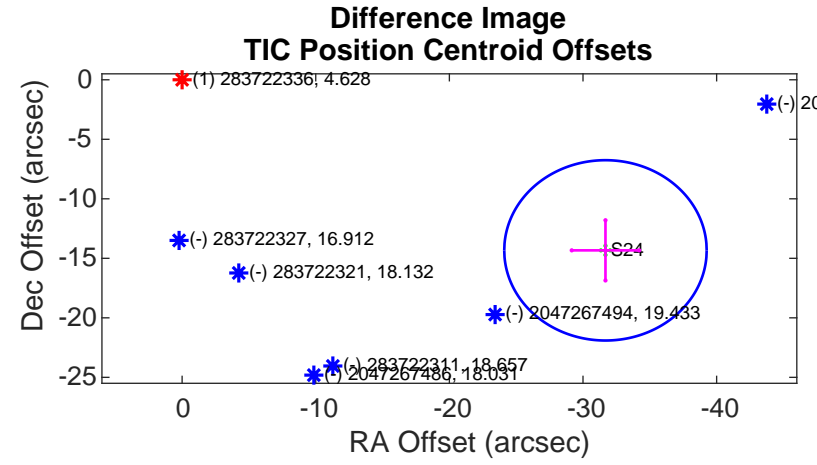 Difference Image
TIC Position Centroid Offsets
0
-5
-10
-15
-20
-25
Dec Offset (arcsec)
(1) 283722336, 4.628
(-) 20
(-) 283722327, 16.912
S24
(-) 283722321, 18.132
(-) 2047267494, 19.433
(-) 283722311, 18.657
(-) 2047267486, 18.031
0
-10
-20
-30
-40
RA Offset (arcsec)